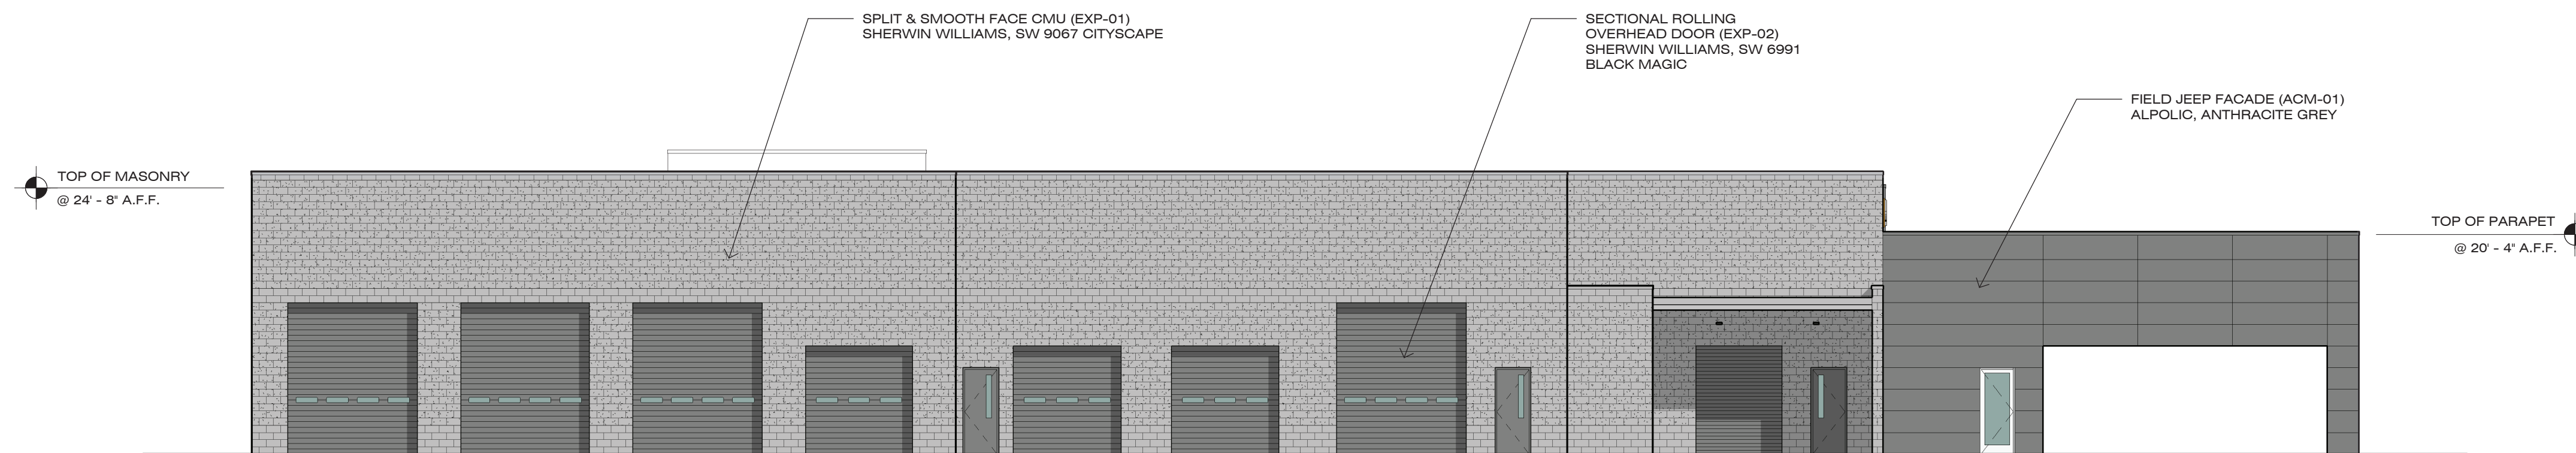 SPLIT & SMOOTH FACE CMU (EXP-01)
SHERWIN WILLIAMS, SW 9067 CITYSCAPE
SECTIONAL ROLLING
OVERHEAD DOOR (EXP-02)
SHERWIN WILLIAMS, SW 6991
BLACK MAGIC
FIELD JEEP FACADE (ACM-01)
ALPOLIC, ANTHRACITE GREY
TOP OF MASONRY
@ 24' - 8" A.F.F.
TOP OF PARAPET
@ 20' - 4" A.F.F.